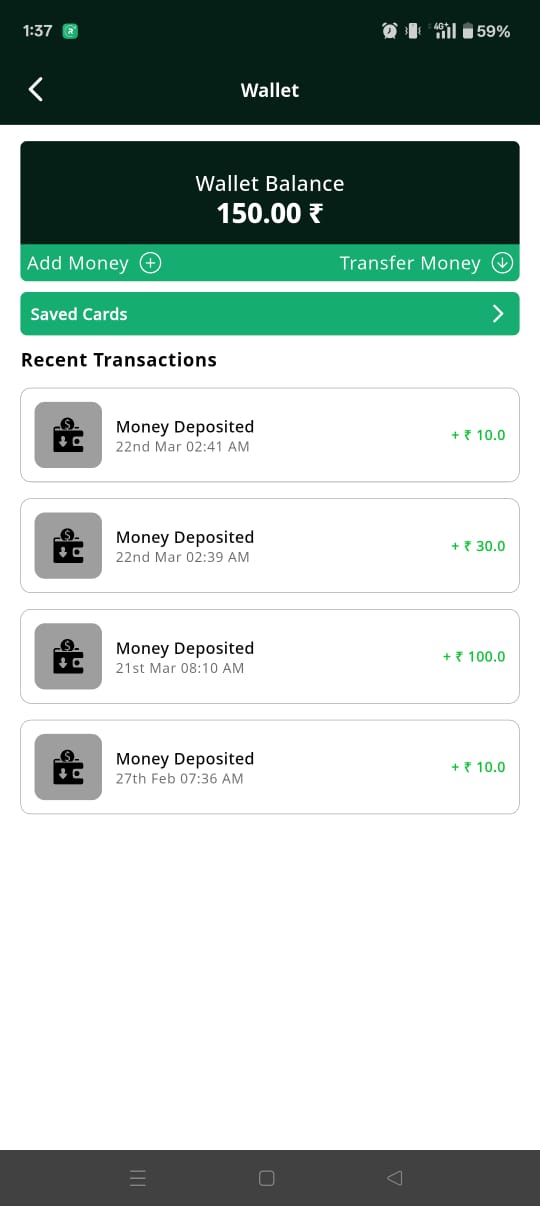 1:37
4G+
59%
Wallet
Wallet Balance
150.00 ₹
Add Money
Transfer Money
Saved Cards
Recent Transactions
Money Deposited
22nd Mar 02:41 AM
+ ₹ 10.0
Money Deposited
22nd Mar 02:39 AM
+ ₹ 30.0
Money Deposited
21st Mar 08:10 AM
+ ₹ 100.0
Money Deposited
27th Feb 07:36 AM
+ ₹ 10.0